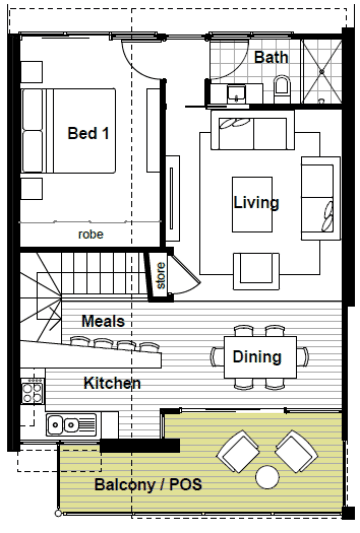 Bath
Bed 1
Living
robe
store
Meals
Dining
Kitchen
Balcony / POS